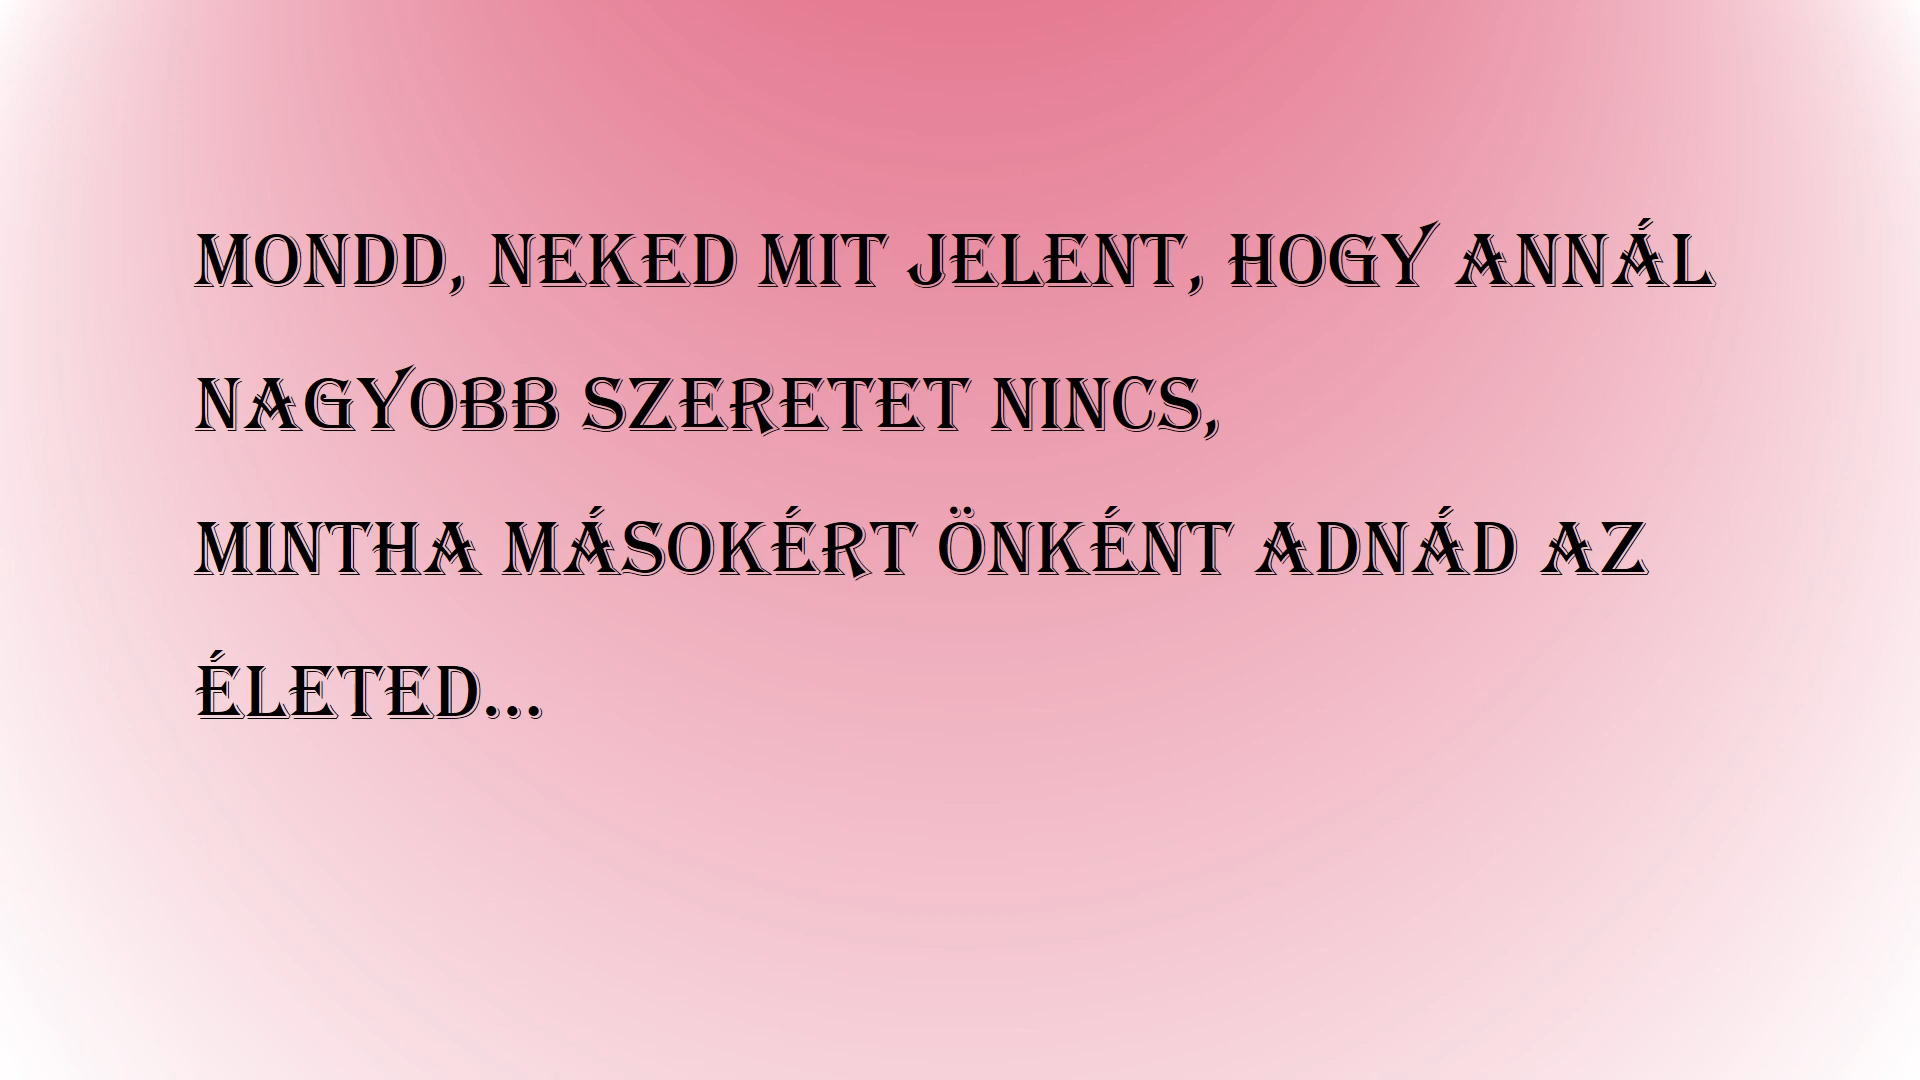 MONDD, NEKED MIT JELENT, HOGY ANNÁL
NAGYOBB SZERETET NINCS,
MINTHA MÁSOKÉRT ÖNKÉNT ADNÁD AZ
ÉLETED...